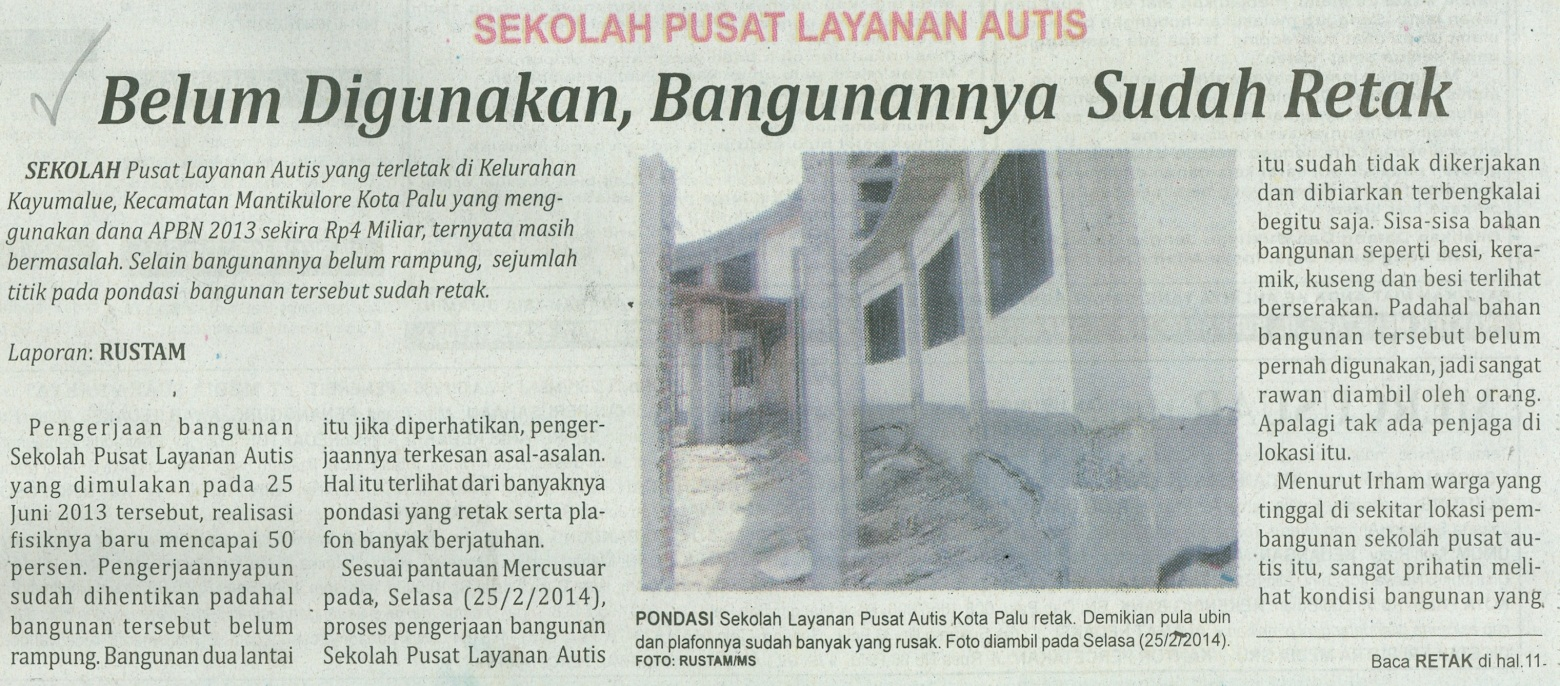 SEKOLAH PUSAT LAYANAN AUTIS
Belum Digunakan, Bangunannya Sudah Retak
SEKOLAH Pusat Layanan Autis yang terletak di Kelurahan
Kayumalue, Kecamatan Mantikulore Kota Palu yang meng-
gunakan dana APBN 2013 sekira Rp4 Miliar, ternyata masih
bermasalah. Selain bangunannya belum rampung, sejumlah
titik pada pondasi bangunan tersebut sudah retak.
Laporan: RUSTAM
Pengerjaan bangunan
Sekolah Pusat Layanan Autis
yang dimulakan pada 25
Juni 2013 tersebut, realisasi
fisiknya baru mencapai 50
persen. Pengerjaannyapun
sudah dihentikan padahal
bangunan tersebut belum
rampung. Bangunan dua lantai
itu jika diperhatikan, penger-
jaannya terkesan asal-asalan.
Hal itu terlihat dari banyaknya
pondasi yang retak serta pla-
fon banyak berjatuhan.
Sesuai pantauan Mercusuar
pada, Selasa (25/2/2014),
proses pengerjaan bangunan
Sekolah Pusat Layanan Autis
PONDASI Sekolah Layanan Pusat Autis Kota Palu retak. Demikian pula ubin
dan plafonnya sudah banyak yang rusak. Foto diambil pada Selasa (25/2/2014).
FOTO: RUSTAM/MS
itu sudah tidak dikerjakan
dan dibiarkan terbengkalai
begitu saja. Sisa-sisa bahan
bangunan seperti besi, kera-
mik, kuseng dan besi terlihat
berserakan. Padahal bahan
bangunan tersebut belum
pernah digunakan, jadi sangat
rawan diambil oleh orang.
Apalagi tak ada penjaga di
lokasi itu.
Menurut Irham warga yang
tinggal di sekitar lokasi pem-
bangunan sekolah pusat au-
tis itu, sangat prihatin meli-
hat kondisi bangunan yang
Baca RETAK di hal.11